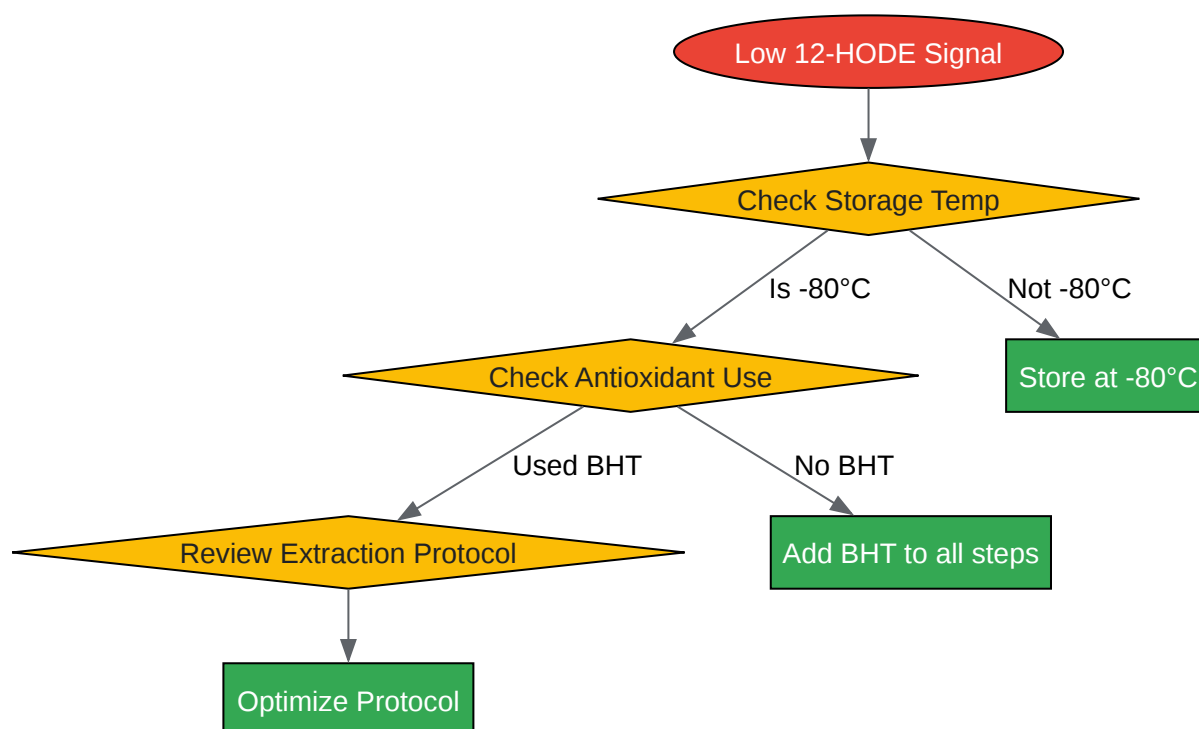 Low 12-HODE Signal
Check Storage Temp
Is -80°C
Not -80°C
Check Antioxidant Use
Store at -80°C
Used BHT
No BHT
Review Extraction Protocol
Add BHT to all steps
Optimize Protocol